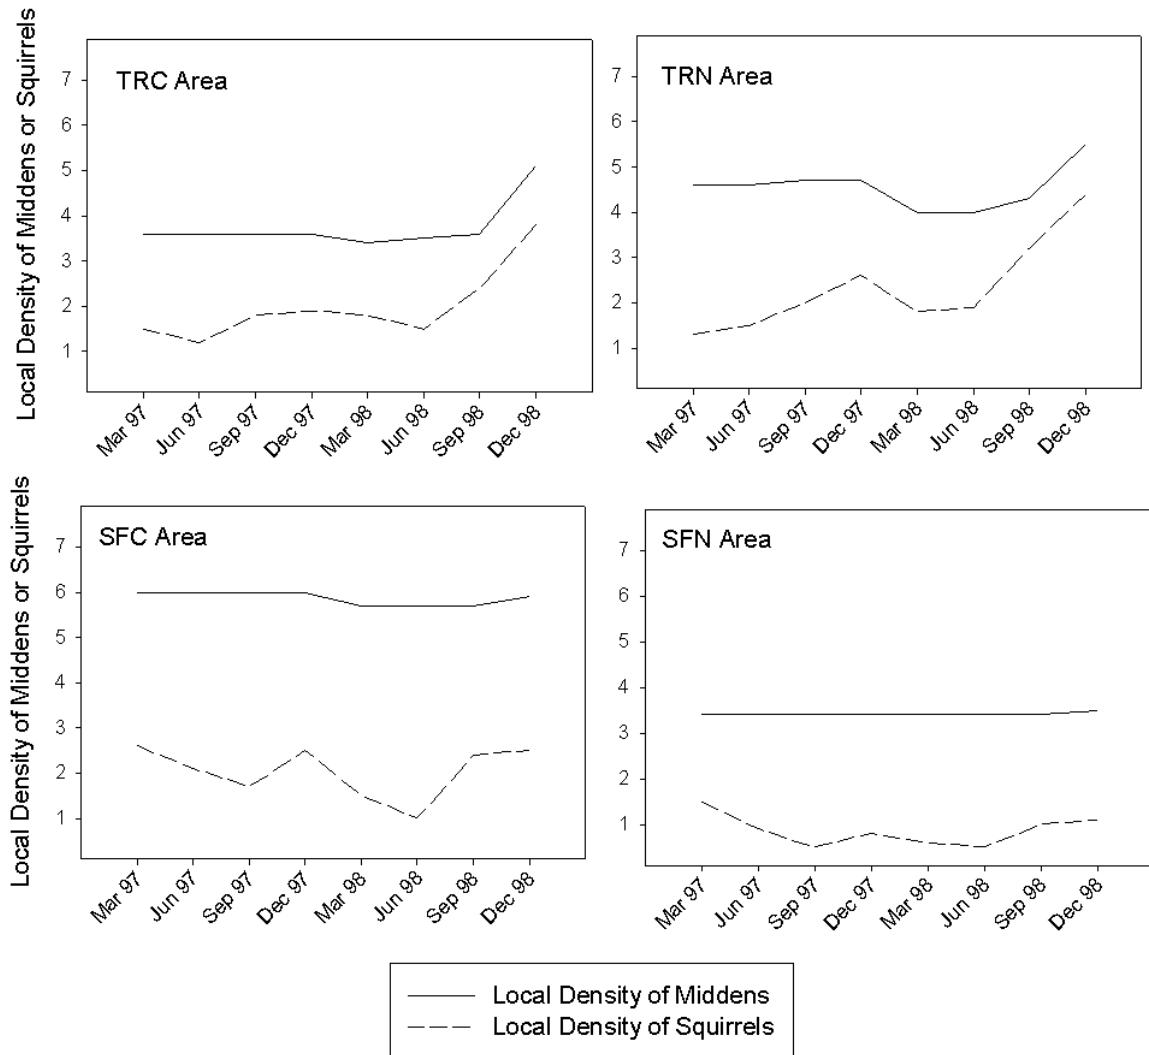 Local Density of Middens or Squirrels
TRC Area
7
6
5
4
3
2
1
Mar 97
Jun 97
Sep 97
Dec 97
Mar 98
Jun 98
Sep 98
Dec 98
TRN Area
7
6
5
4
3
2
1
Mar 97
Jun 97
Sep 97
Dec 97
Mar 98
Jun 98
Sep 98
Dec 98
Local Density of Middens or Squirrels
SFC Area
7
6
5
4
3
2
1
Mar 97
Jun 97
Sep 97
Dec 97
Mar 98
Jun 98
Sep 98
Dec 98
SFN Area
7
6
5
4
3
2
1
Mar 97
Jun 97
Sep 97
Dec 97
Mar 98
Jun 98
Sep 98
Dec 98
Local Density of Middens
Local Density of Squirrels